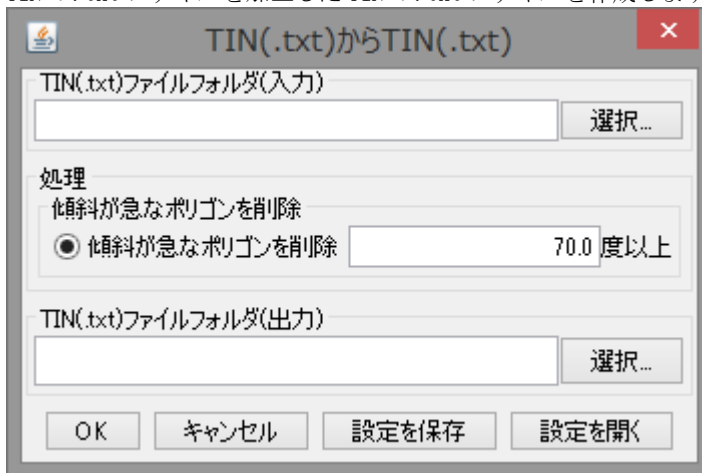 TIN(.txt)からTIN(.txt)
TIN(.txt)ファイルフォルダ(入力)
選択...
処理
傾斜が急なポリゴンを削除
傾斜が急なポリゴンを削除 70.0 度以上
TIN(.txt)ファイルフォルダ(出力)
選択...
OK キャンセル 設定を保存 設定を開く